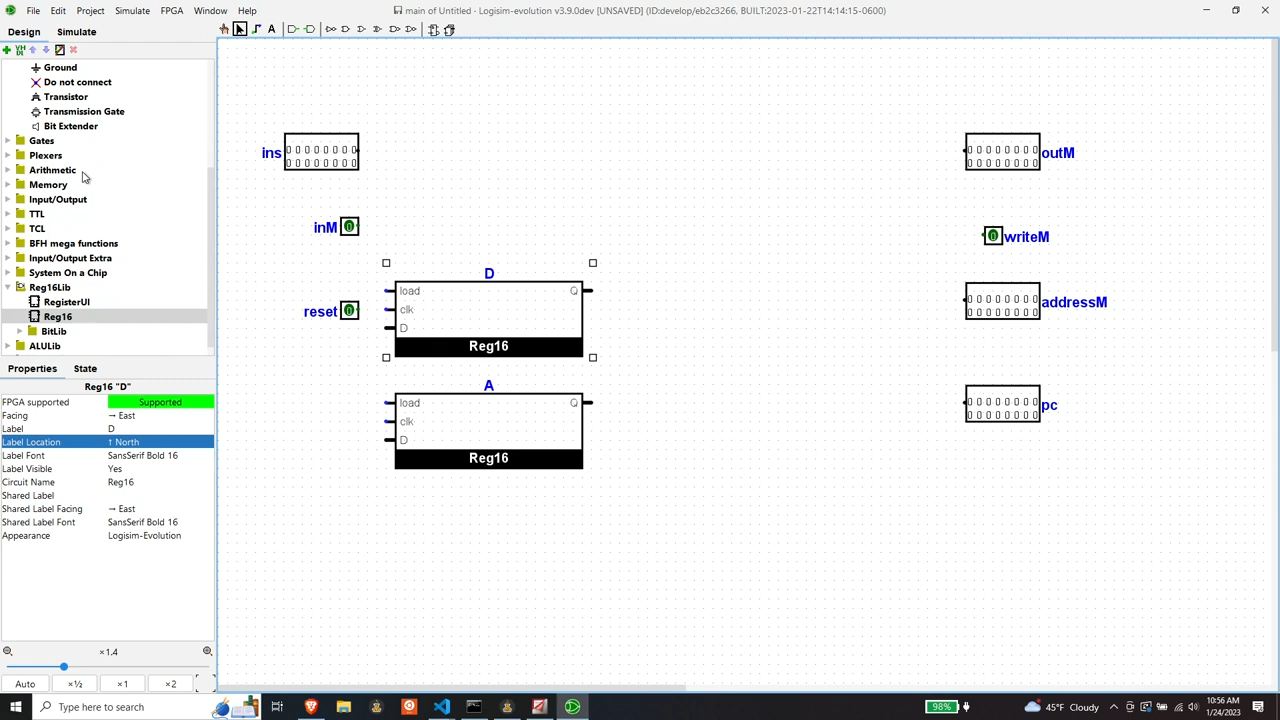 main of Untitled · Logisim-evolution v3.9.0dev [UNSAVED] (ID:develop/eb2c3266, BUILT:2023-01-22T14:14:15-0600)
File Edit Project Simulate FPGA Window Help
Design Simulate
A
Ground
Do not connect
Transistor
Transmission Gate
Bit Extender
Gates
Plexers
Arithmetic
Memory
Input/Output
TTL
TCL
BFH mega functions
Input/Output Extra
System On a Chip
Reg16Lib
RegisterUI
Reg16
BitLib
ALULib
Properties State
Reg16 "D"
FPGA supported Supported
Facing → East
Label D
Label Location ↑ North
Label Font SansSerif Bold 16
Label Visible Yes
Circuit Name Reg16
Shared Label
Shared Label Facing → East
Shared Label Font SansSerif Bold 16
Appearance Logisim-Evolution
×1.4
Auto ×½ ×1 ×2
ins 0 0 0 0 0 0 0 0
0 0 0 0 0 0 0 0
inM 0
reset 0
D
load Q
clk
D
Reg16
A
load Q
clk
D
Reg16
0 0 0 0 0 0 0 0 outM
0 0 0 0 0 0 0 0
0 writeM
0 0 0 0 0 0 0 0 addressM
0 0 0 0 0 0 0 0
0 0 0 0 0 0 0 0 pc
0 0 0 0 0 0 0 0
Type here to search
98%
45°F Cloudy
10:56 AM
1/24/2023